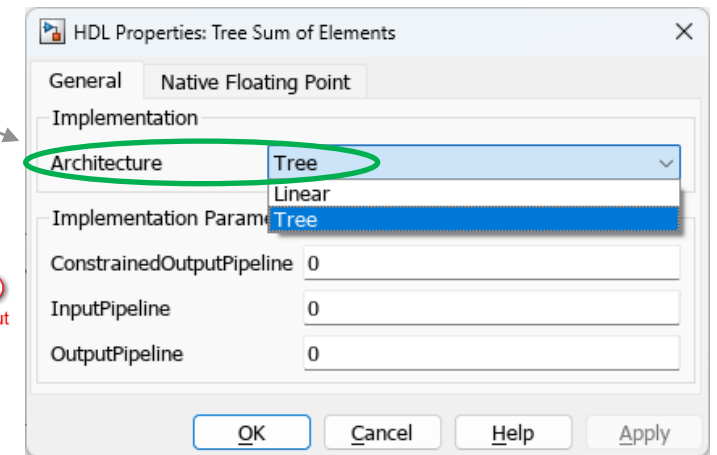 HDL Properties: Tree Sum of Elements
General Native Floating Point
Implementation
Architecture Tree
Linear
Implementation Parame Tree
ConstrainedOutputPipeline 0
InputPipeline 0
OutputPipeline 0
OK Cancel Help Apply